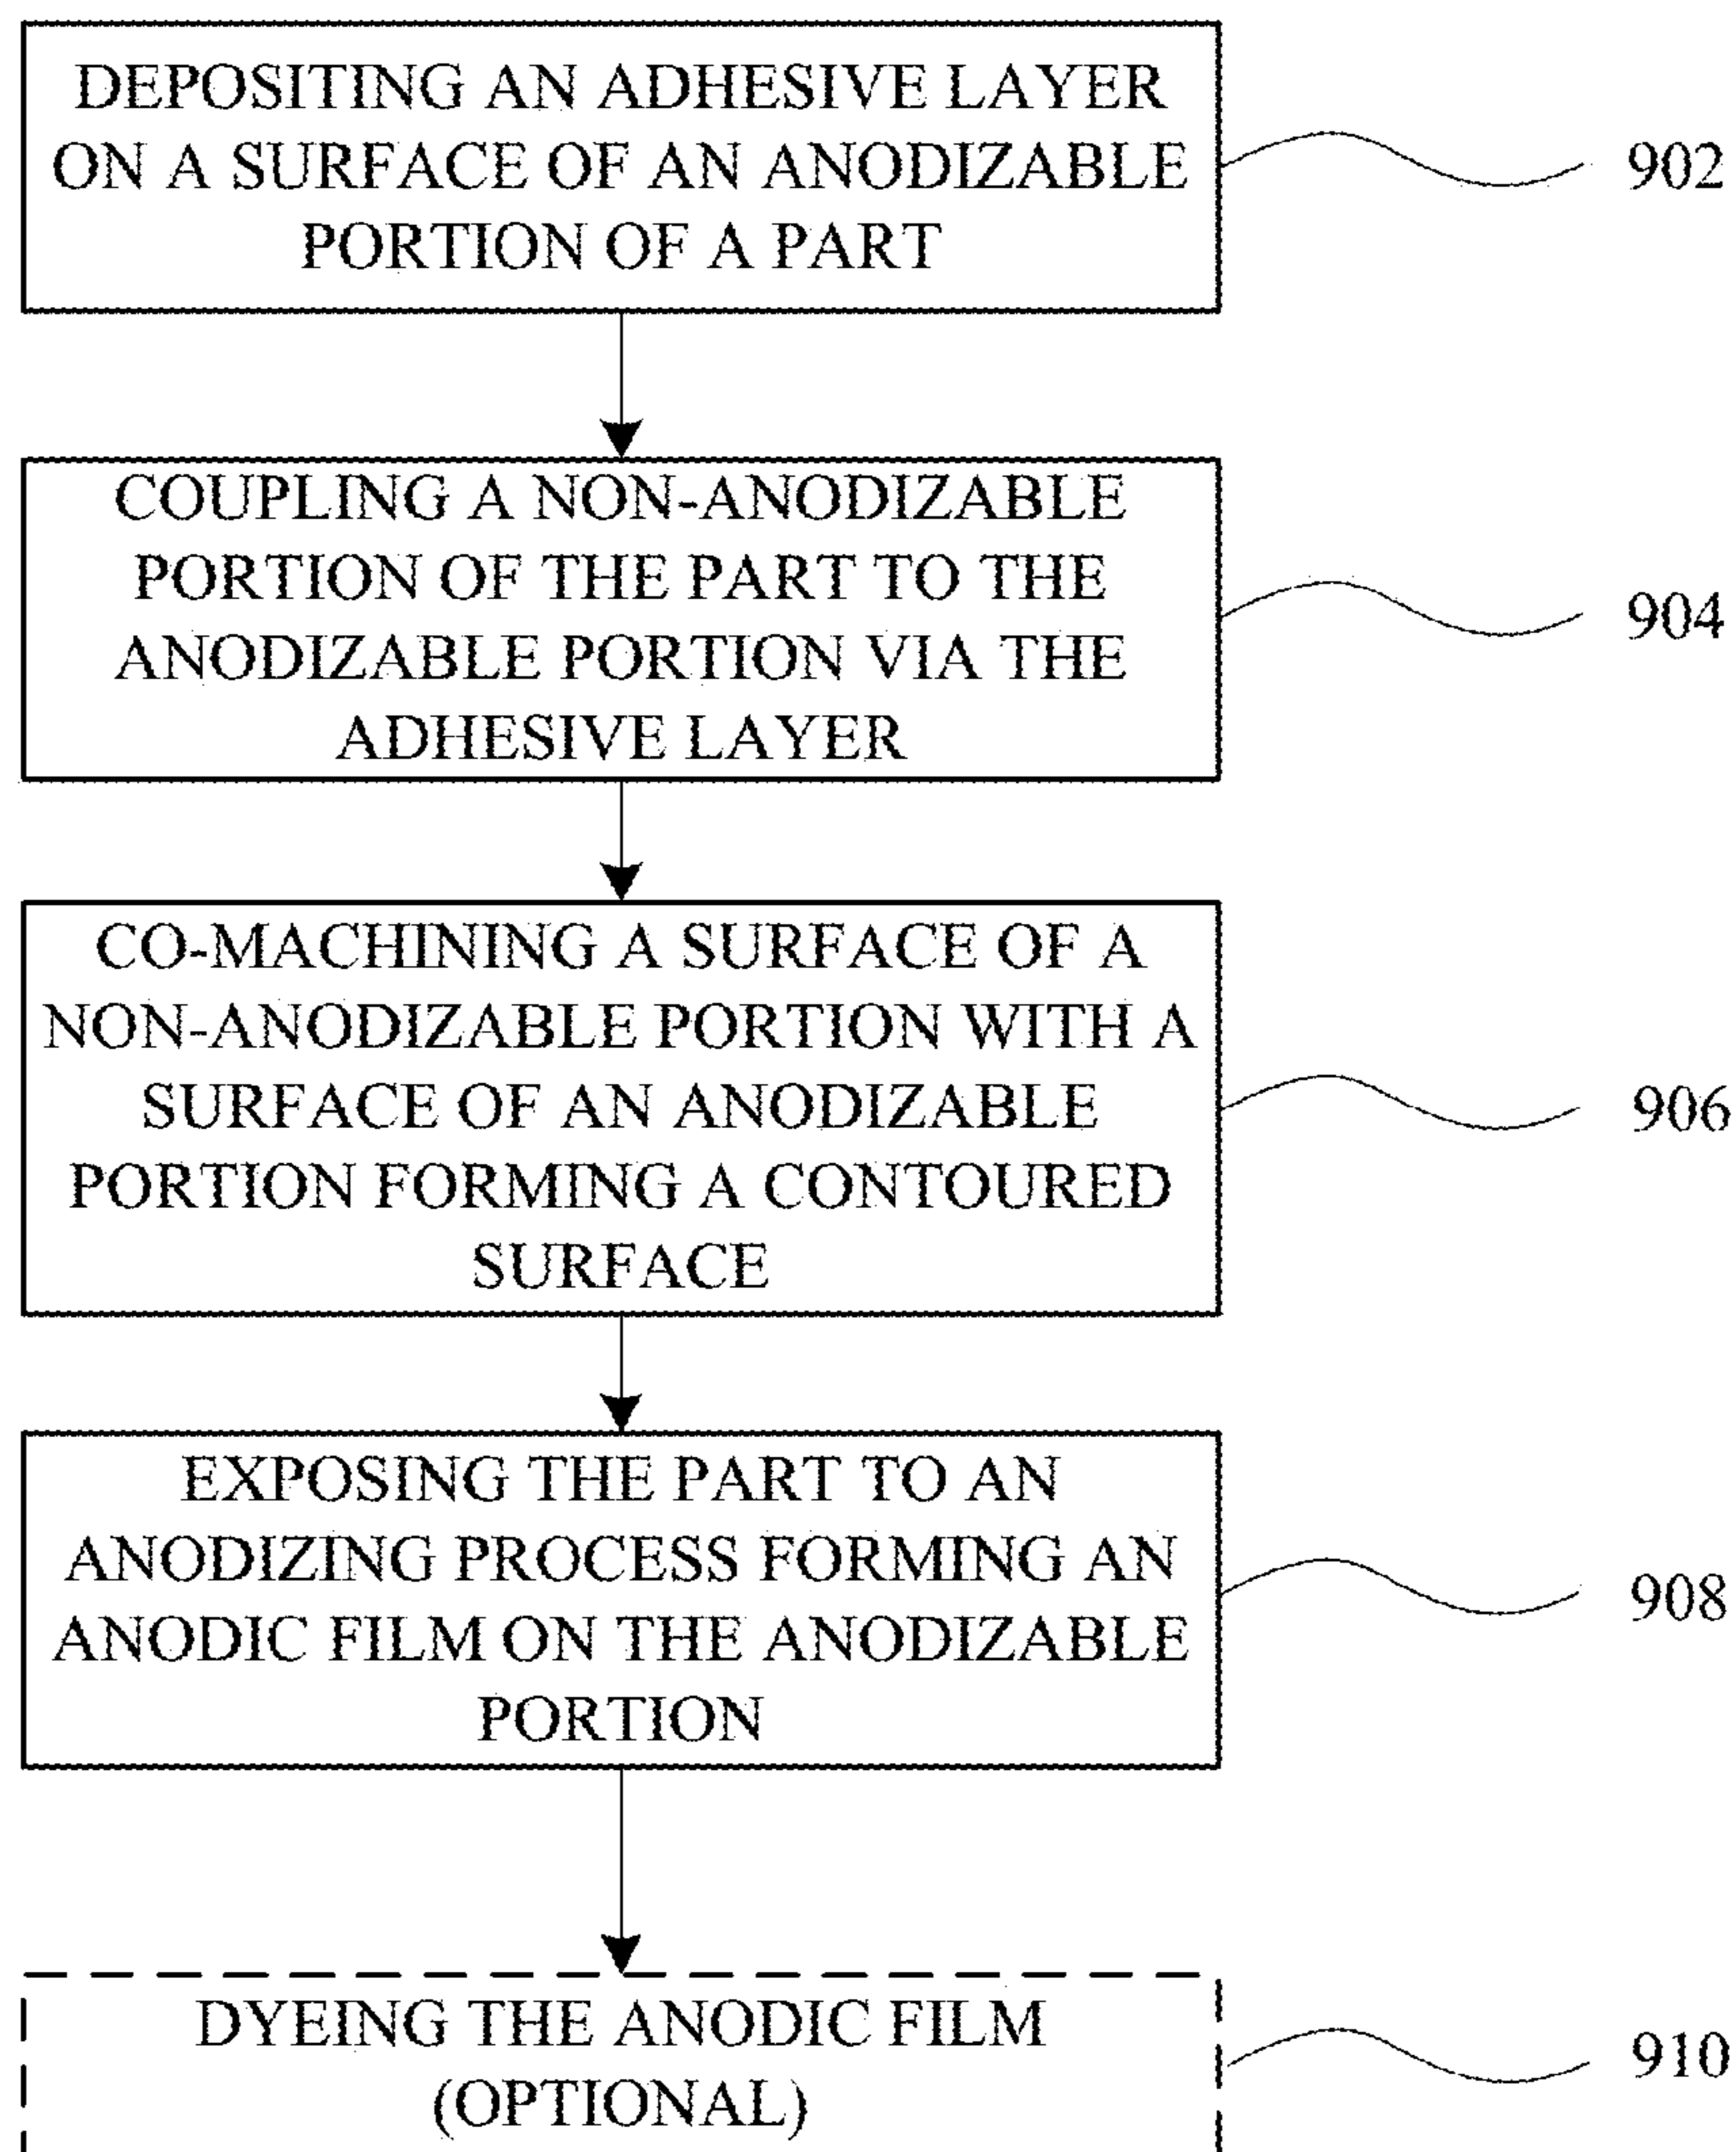 DEPOSITING AN ADHESIVE LAYER
ON A SURFACE OF AN ANODIZABLE
PORTION OF A PART
902
COUPLING A NON-ANODIZABLE
PORTION OF THE PART TO THE
ANODIZABLE PORTION VIA THE
ADHESIVE LAYER
904
CO-MACHINING A SURFACE OF A
NON-ANODIZABLE PORTION WITH A
SURFACE OF AN ANODIZABLE
PORTION FORMING A CONTOURED
SURFACE
906
EXPOSING THE PART TO AN
ANODIZING PROCESS FORMING AN
ANODIC FILM ON THE ANODIZABLE
PORTION
908
DYEING THE ANODIC FILM
(OPTIONAL)
910